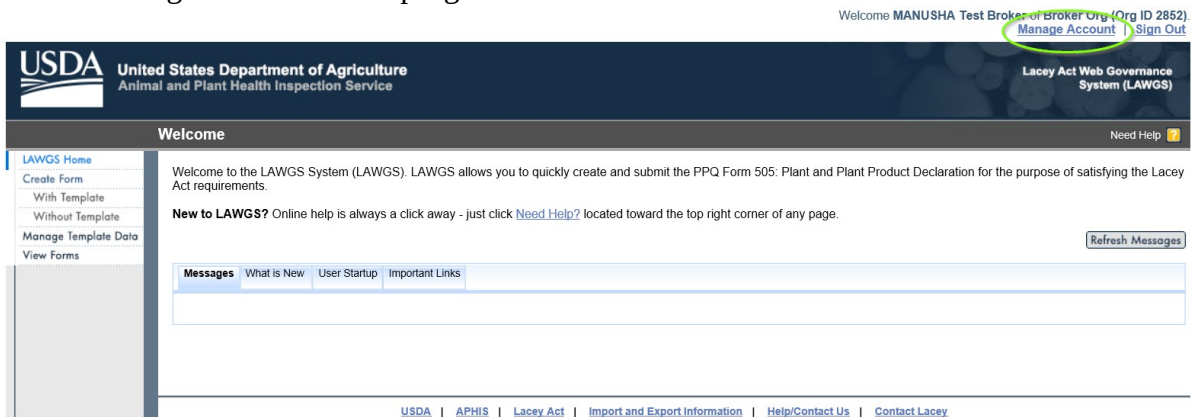 Welcome MANUSHA Test Broker of Broker Org (Org ID 2852).
Manage Account | Sign Out
USDA
United States Department of Agriculture
Animal and Plant Health Inspection Service
Lacey Act Web Governance
System (LAWGS)
Welcome
Need Help ?
LAWGS Home
Create Form
With Template
Without Template
Manage Template Data
View Forms
Welcome to the LAWGS System (LAWGS). LAWGS allows you to quickly create and submit the PPQ Form 505: Plant and Plant Product Declaration for the purpose of satisfying the Lacey
Act requirements.
New to LAWGS? Online help is always a click away - just click Need Help? located toward the top right corner of any page.
Refresh Messages
Messages What is New User Startup Important Links
USDA | APHIS | Lacey Act | Import and Export Information | Help/Contact Us | Contact Lacey